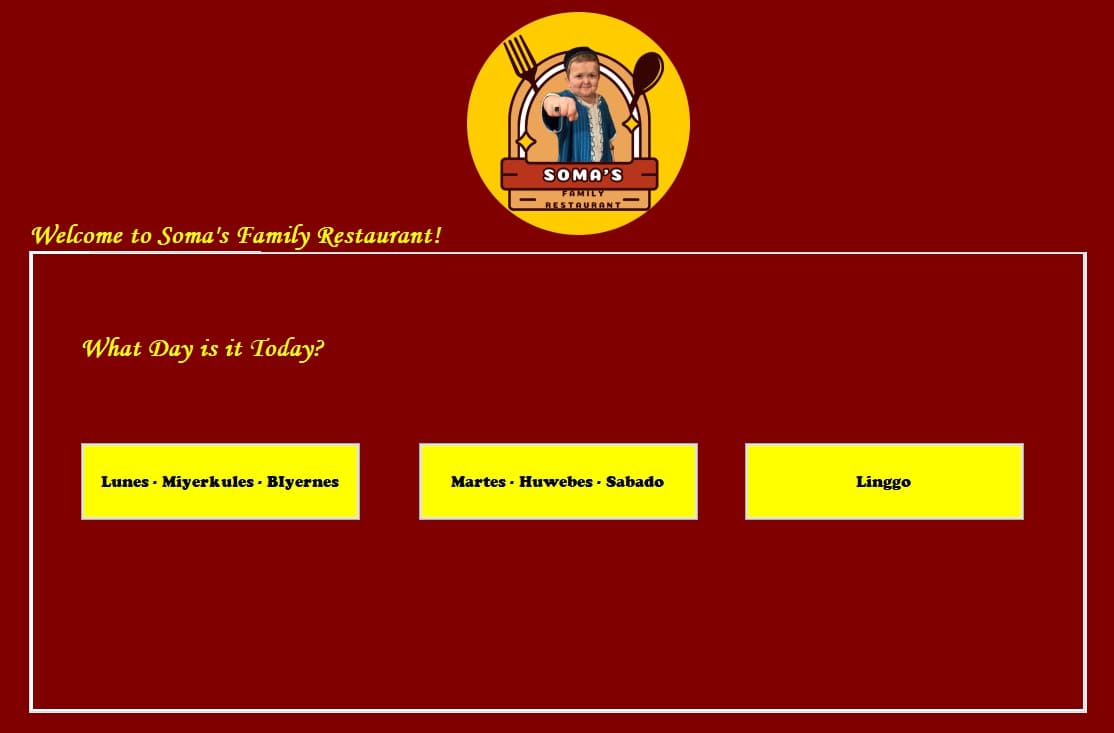 SOMA'S
FAMILY
RESTAURANT
Welcome to Soma's Family Restaurant!
What Day is it Today?
Lunes · Miyerkules · BIyernes
Martes · Huwebes · Sabado
Linggo